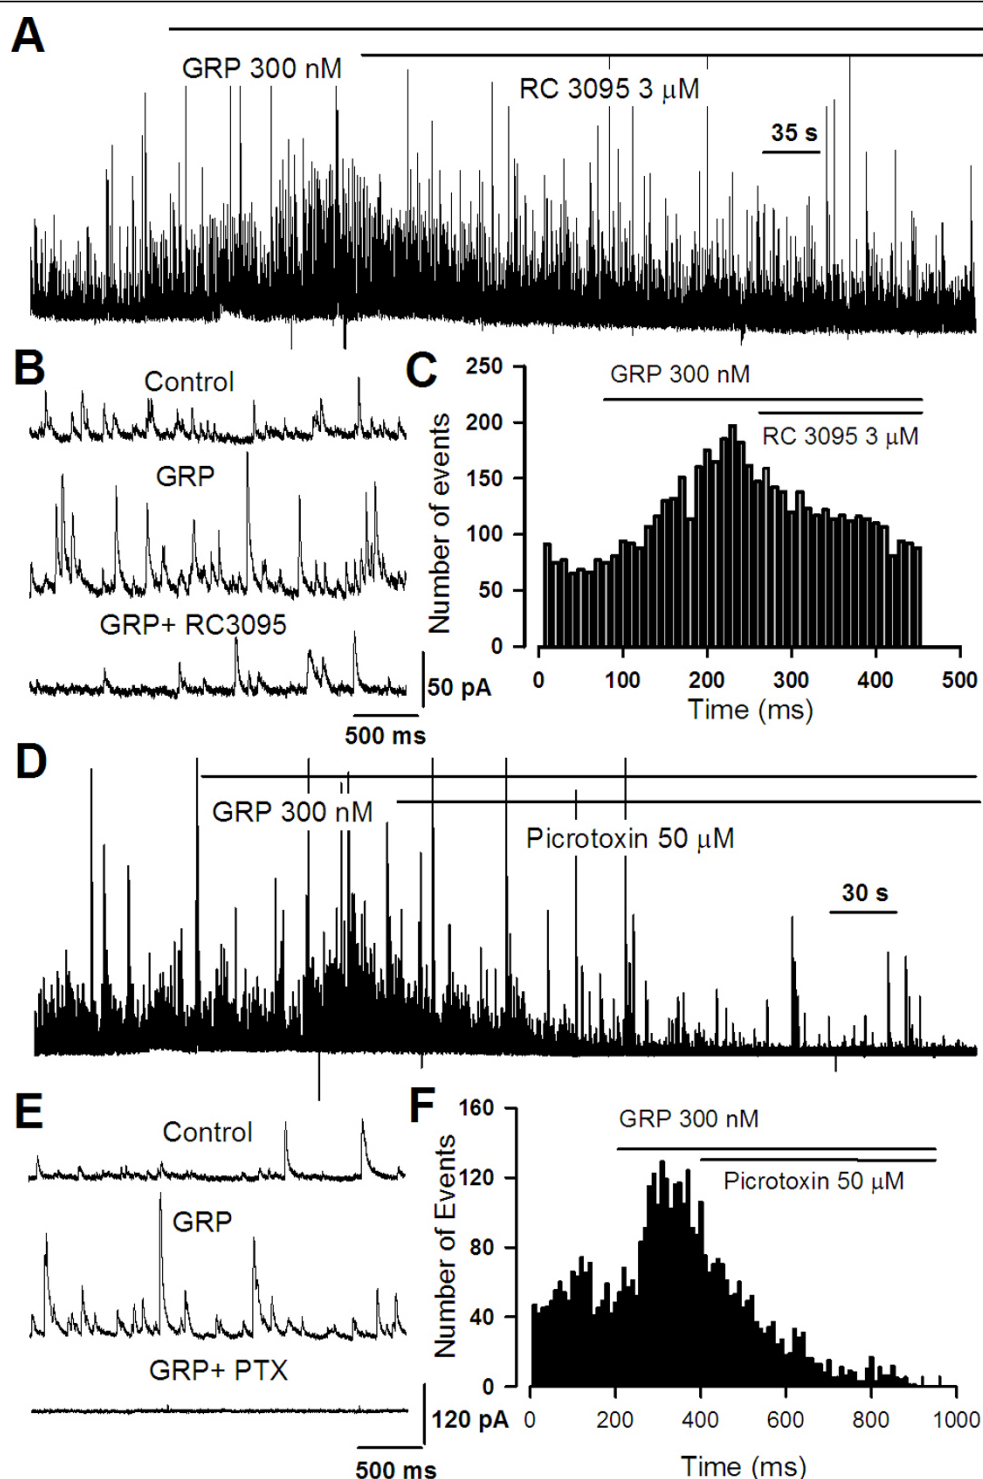 A
GRP 300 nM
RC 3095 3 μM
35 s
B
Control
GRP
GRP+ RC3095
50 pA
500 ms
C
250
200
150
100
50
0
Number of events
GRP 300 nM
RC 3095 3 μM
0 100 200 300 400 500
Time (ms)
D
GRP 300 nM
Picrotoxin 50 μM
30 s
E
Control
GRP
GRP+ PTX
120 pA
500 ms
F
160
120
80
40
0
Number of Events
GRP 300 nM
Picrotoxin 50 μM
0 200 400 600 800 1000
Time (ms)